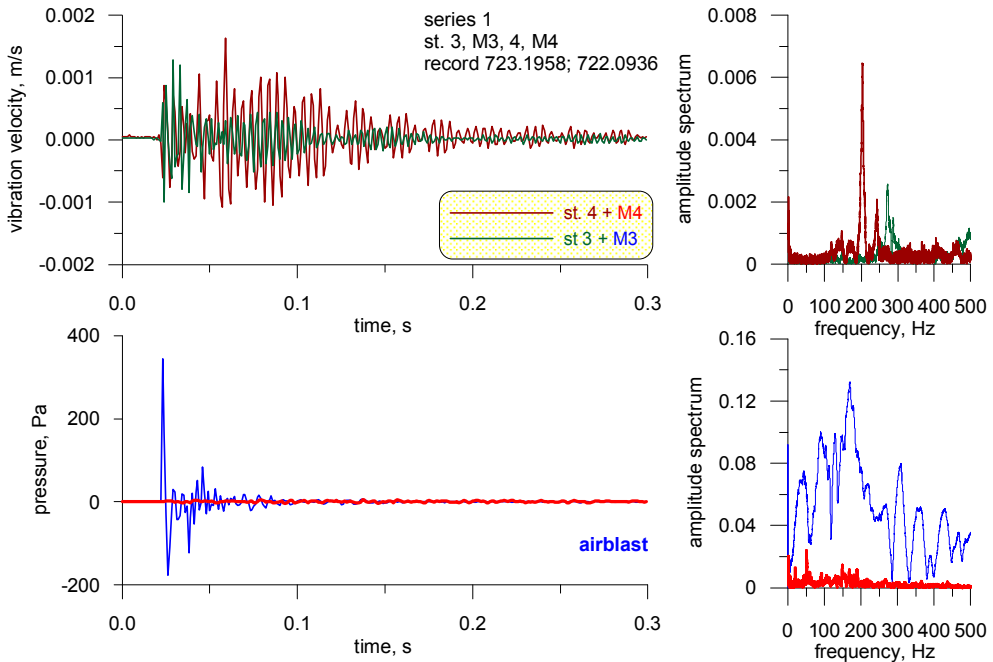 0.002
0.001
0.000
-0.001
-0.002
vibration velocity, m/s
series 1
st. 3, M3, 4, M4
record 723.1958; 722.0936
st. 4 + M4
st 3 + M3
0.0 0.1 0.2 0.3
time, s
0.008
0.006
0.004
0.002
0
amplitude spectrum
0 100 200 300 400 500
frequency, Hz
400
200
0
-200
pressure, Pa
airblast
0.0 0.1 0.2 0.3
time, s
0.16
0.12
0.08
0.04
0
amplitude spectrum
0 100 200 300 400 500
frequency, Hz